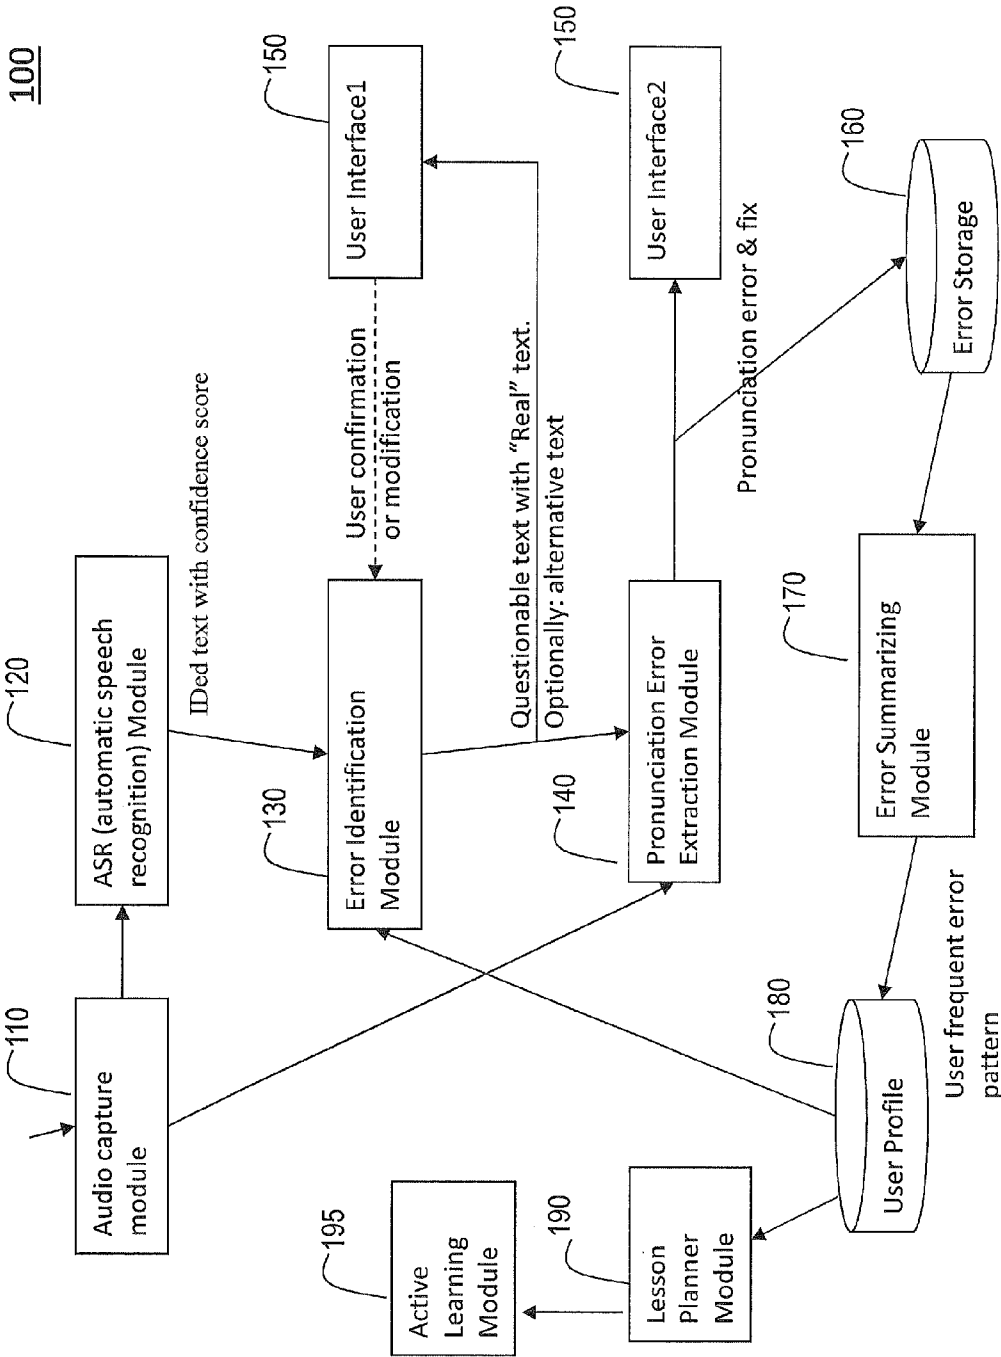 100
110
Audio capture
module
120
ASR (automatic speech
recognition) Module
IDed text with confidence score
130
Error Identification
Module
User confirmation
or modification
150
User Interface1
Questionable text with “Real” text.
Optionally: alternative text
140
Pronunciation Error
Extraction Module
150
User Interface2
Pronunciation error & fix
160
Error Storage
170
Error Summarizing
Module
User frequent error
pattern
180
User Profile
190
Lesson
Planner
Module
195
Active
Learning
Module